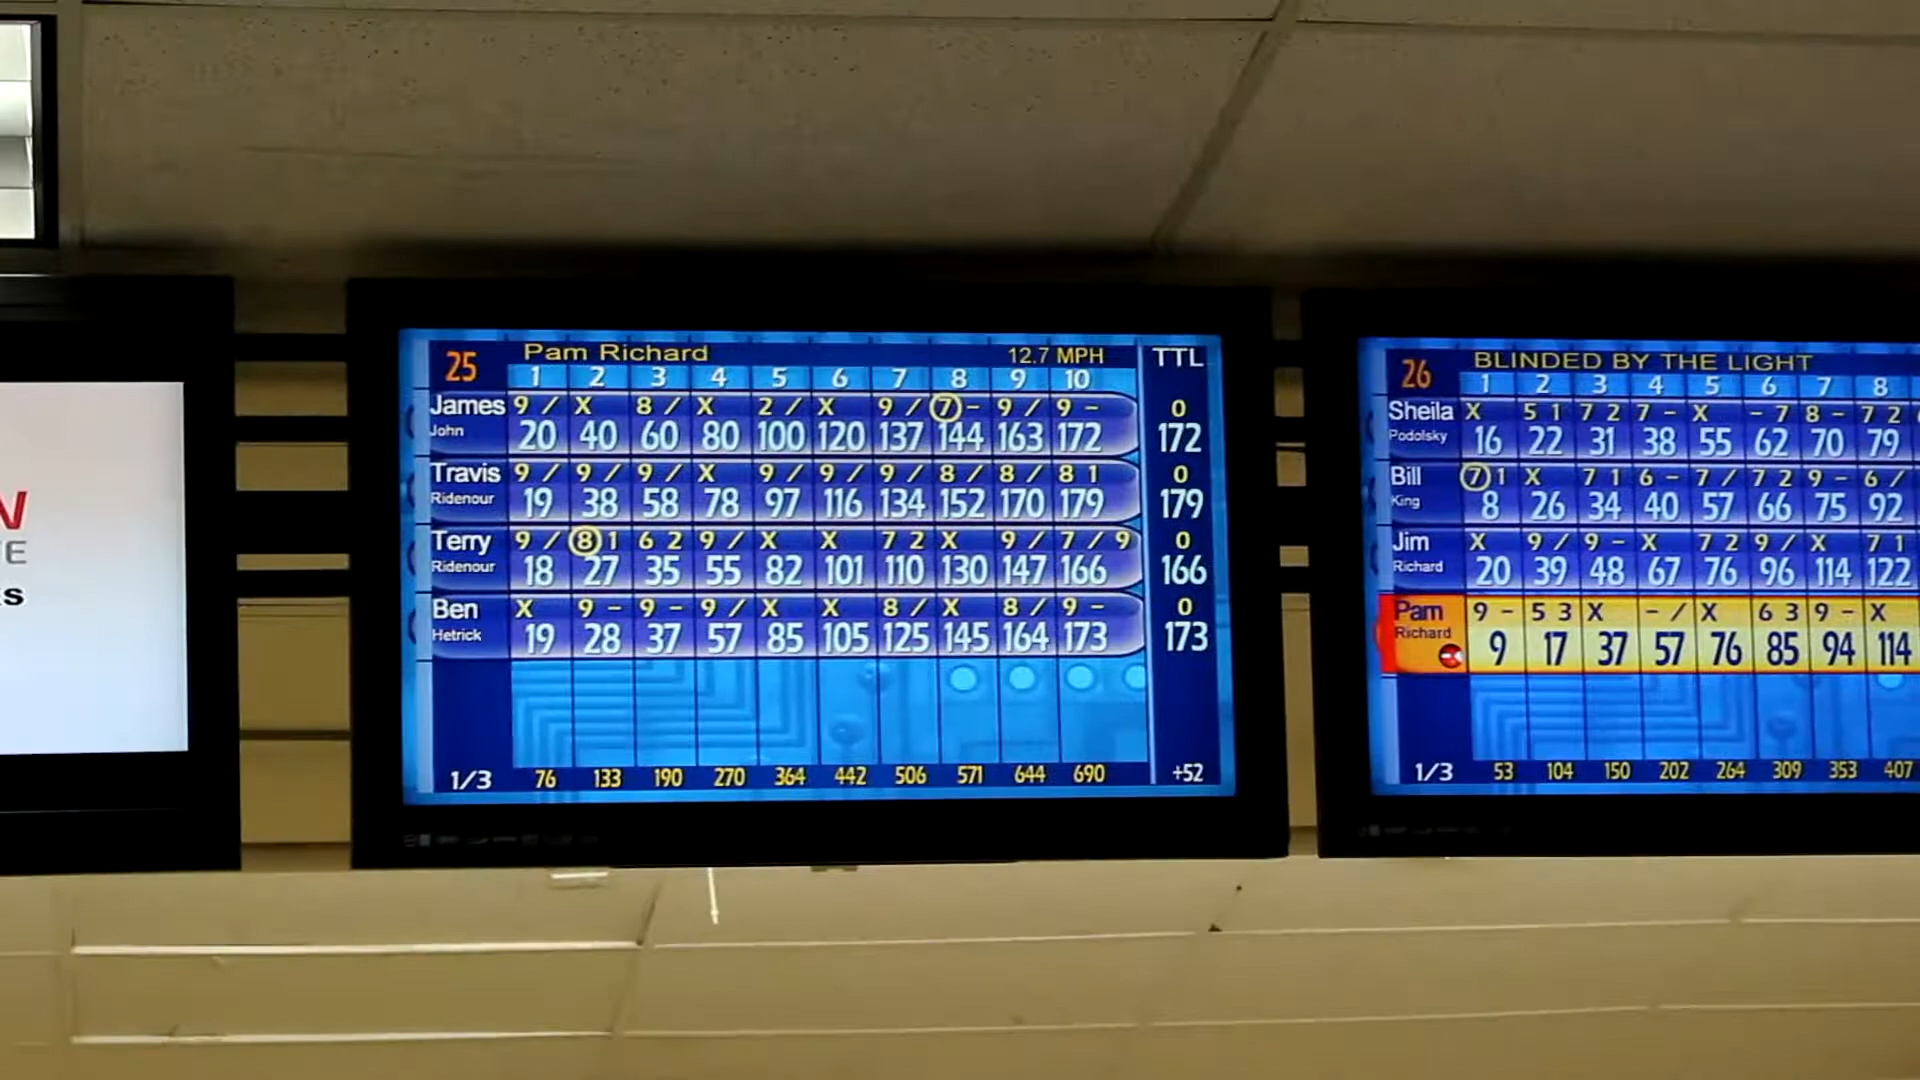 25 Pam Richard 12.7 MPH TTL
1 2 3 4 5 6 7 8 9 10
James 9 / X 8 / X 2 / X 9 / 7 - 9 / 9 - 0
John 20 40 60 80 100 120 137 144 163 172 172
Travis 9 / 9 / 9 / X 9 / 9 / 9 / 8 / 8 / 8 1 0
Ridenour 19 38 58 78 97 116 134 152 170 179 179
Terry 9 / 8 1 6 2 9 / X X 7 2 X 9 / 7 / 9 0
Ridenour 18 27 35 55 82 101 110 130 147 166 166
Ben X 9 - 9 - 9 / X X 8 / X 8 / 9 - 0
Hetrick 19 28 37 57 85 105 125 145 164 173 173
1/3 76 133 190 270 364 442 506 571 644 690 +52
26 BLINDED BY THE LIGHT
1 2 3 4 5 6 7 8
Sheila X 5 1 7 2 7 - X - 7 8 - 7 2
Podolsky 16 22 31 38 55 62 70 79
Bill 7 1 X 7 1 6 - 7 / 7 2 9 - 6 /
King 8 26 34 40 57 66 75 92
Jim X 9 / 9 - X 7 2 9 / X 7 1
Richard 20 39 48 67 76 96 114 122
Pam 9 - 5 3 X - / X 6 3 9 - X
Richard 9 17 37 57 76 85 94 114
1/3 53 104 150 202 264 309 353 407